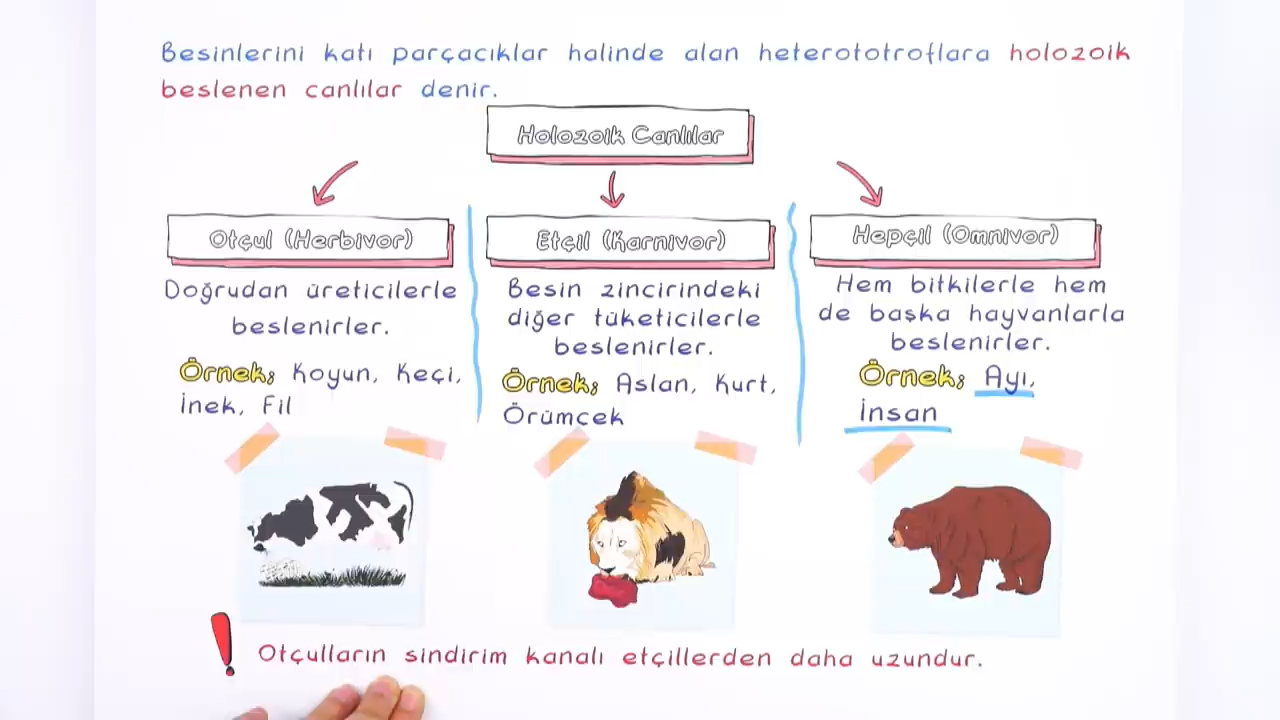 Besinlerini katı parçacıklar halinde alan heterototroflara holozoik
beslenen canlılar denir.
Holozoik Canlılar
Otçul (Herbivor)
Doğrudan üreticilerle
beslenirler.
Örnek; Koyun, Keçi,
İnek, Fil
Etçil (Karnivor)
Besin zincirindeki
diğer tüketicilerle
beslenirler.
Örnek; Aslan, Kurt,
Örümcek
Hepçil (Omnivor)
Hem bitkilerle hem
de başka hayvanlarla
beslenirler.
Örnek; Ayı,
İnsan
! Otçulların sindirim kanalı etçillerden daha uzundur.